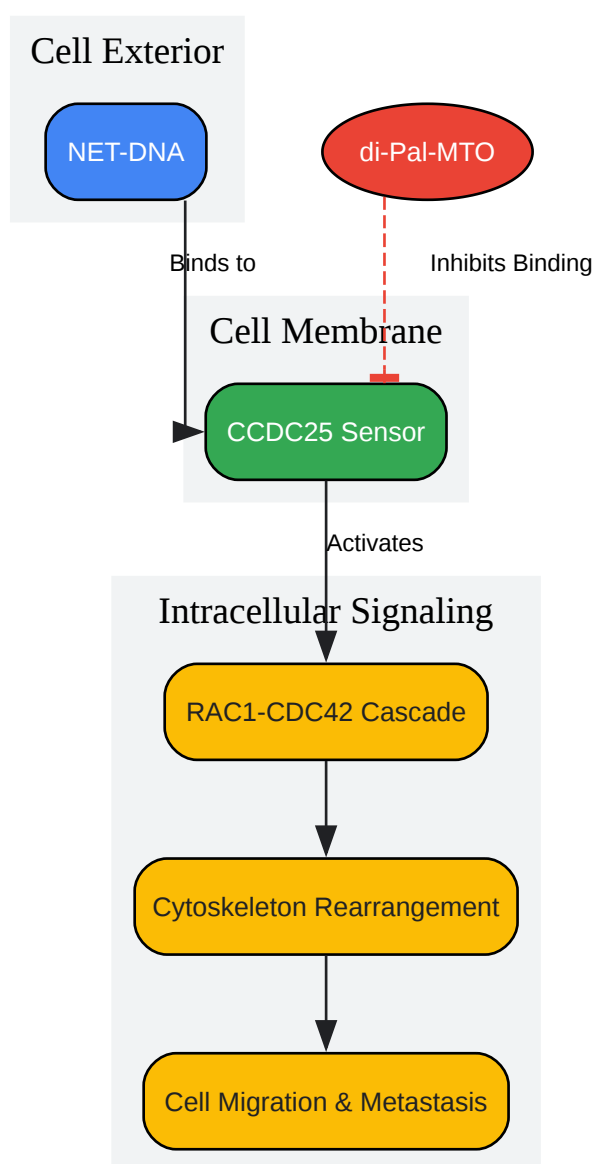 Cell Exterior
NET-DNA
di-Pal-MTO
Binds to
Inhibits Binding
Cell Membrane
CCDC25 Sensor
Activates
Intracellular Signaling
RAC1-CDC42 Cascade
Cytoskeleton Rearrangement
Cell Migration & Metastasis